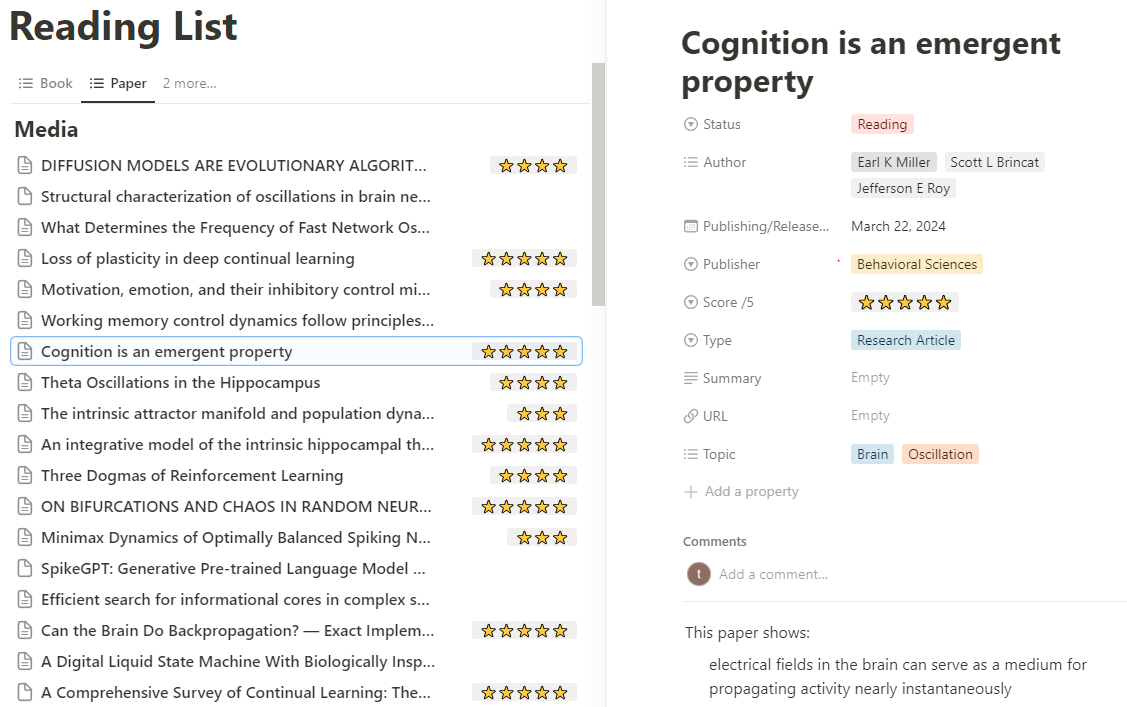 Reading List
Book Paper 2 more...
Media
DIFFUSION MODELS ARE EVOLUTIONARY ALGORIT...
Structural characterization of oscillations in brain ne...
What Determines the Frequency of Fast Network Os...
Loss of plasticity in deep continual learning
Motivation, emotion, and their inhibitory control mi...
Working memory control dynamics follow principles...
Cognition is an emergent property
Theta Oscillations in the Hippocampus
The intrinsic attractor manifold and population dyna...
An integrative model of the intrinsic hippocampal th...
Three Dogmas of Reinforcement Learning
ON BIFURCATIONS AND CHAOS IN RANDOM NEUR...
Minimax Dynamics of Optimally Balanced Spiking N...
SpikeGPT: Generative Pre-trained Language Model ...
Efficient search for informational cores in complex s...
Can the Brain Do Backpropagation? — Exact Implem...
A Digital Liquid State Machine With Biologically Insp...
A Comprehensive Survey of Continual Learning: The...
Cognition is an emergent
property
Status Reading
Author Earl K Miller Scott L Brincat
Jefferson E Roy
Publishing/Release... March 22, 2024
Publisher Behavioral Sciences
Score /5
Type Research Article
Summary Empty
URL Empty
Topic Brain Oscillation
Add a property
Comments
t Add a comment...
This paper shows:
electrical fields in the brain can serve as a medium for
propagating activity nearly instantaneously